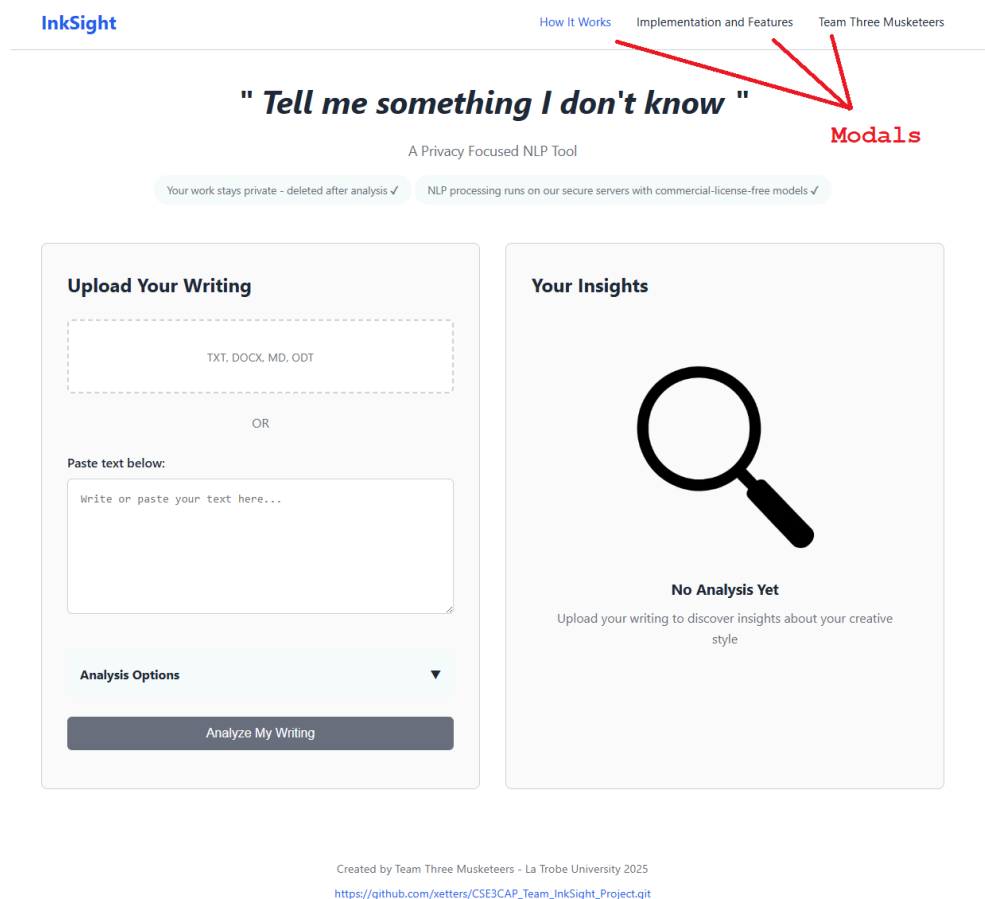 InkSight
How It Works Implementation and Features Team Three Musketeers
Modals
" Tell me something I don't know "
A Privacy Focused NLP Tool
Your work stays private - deleted after analysis ✓ NLP processing runs on our secure servers with commercial-license-free models ✓
Upload Your Writing
TXT, DOCX, MD, ODT
OR
Paste text below:
Write or paste your text here...
Analysis Options ▼
Analyze My Writing
Your Insights
No Analysis Yet
Upload your writing to discover insights about your creative
style
Created by Team Three Musketeers - La Trobe University 2025
https://github.com/xetters/CSE3CAP_Team_InkSight_Project.git